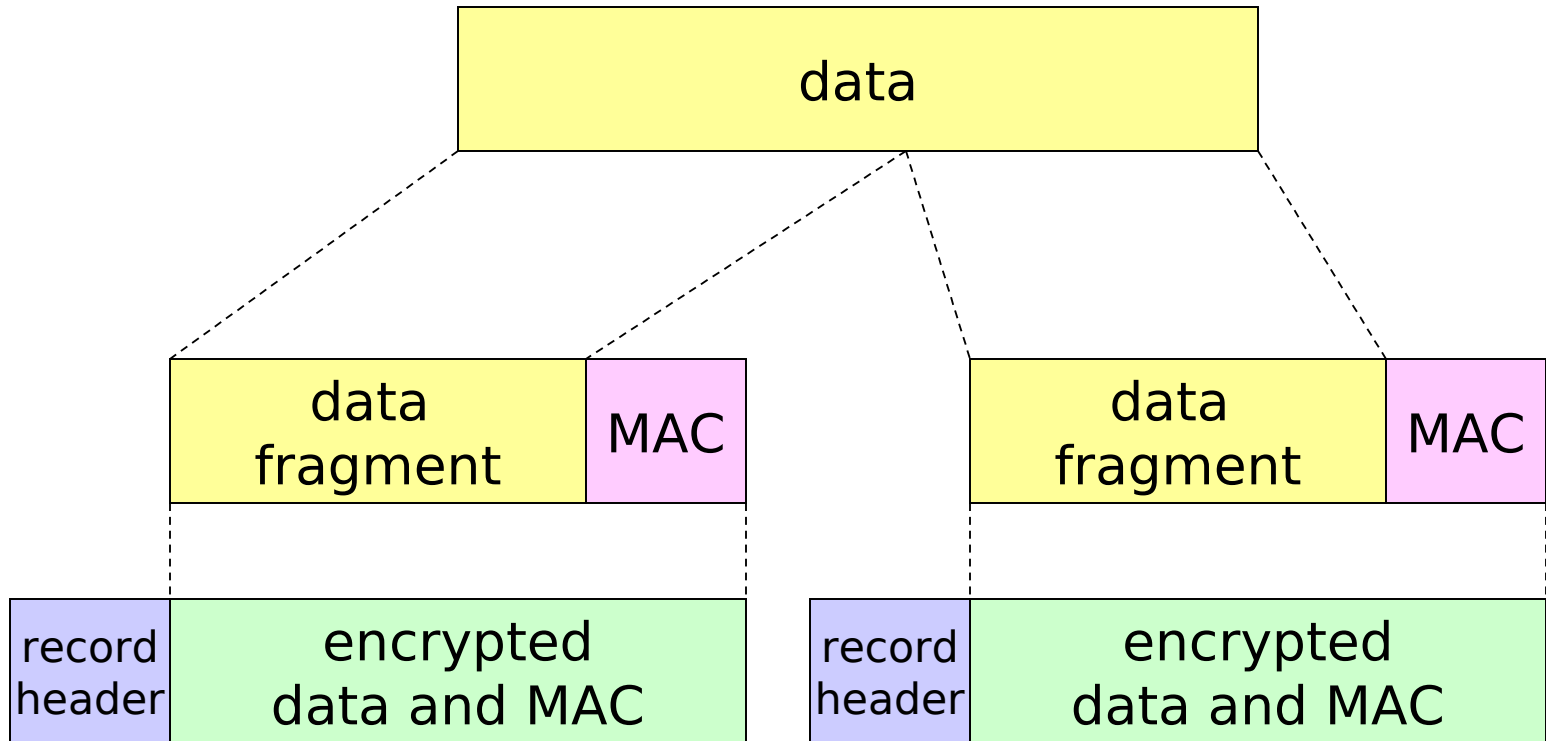 data
data
fragment
MAC
data
fragment
MAC
record
header
encrypted
data and MAC
record
header
encrypted
data and MAC